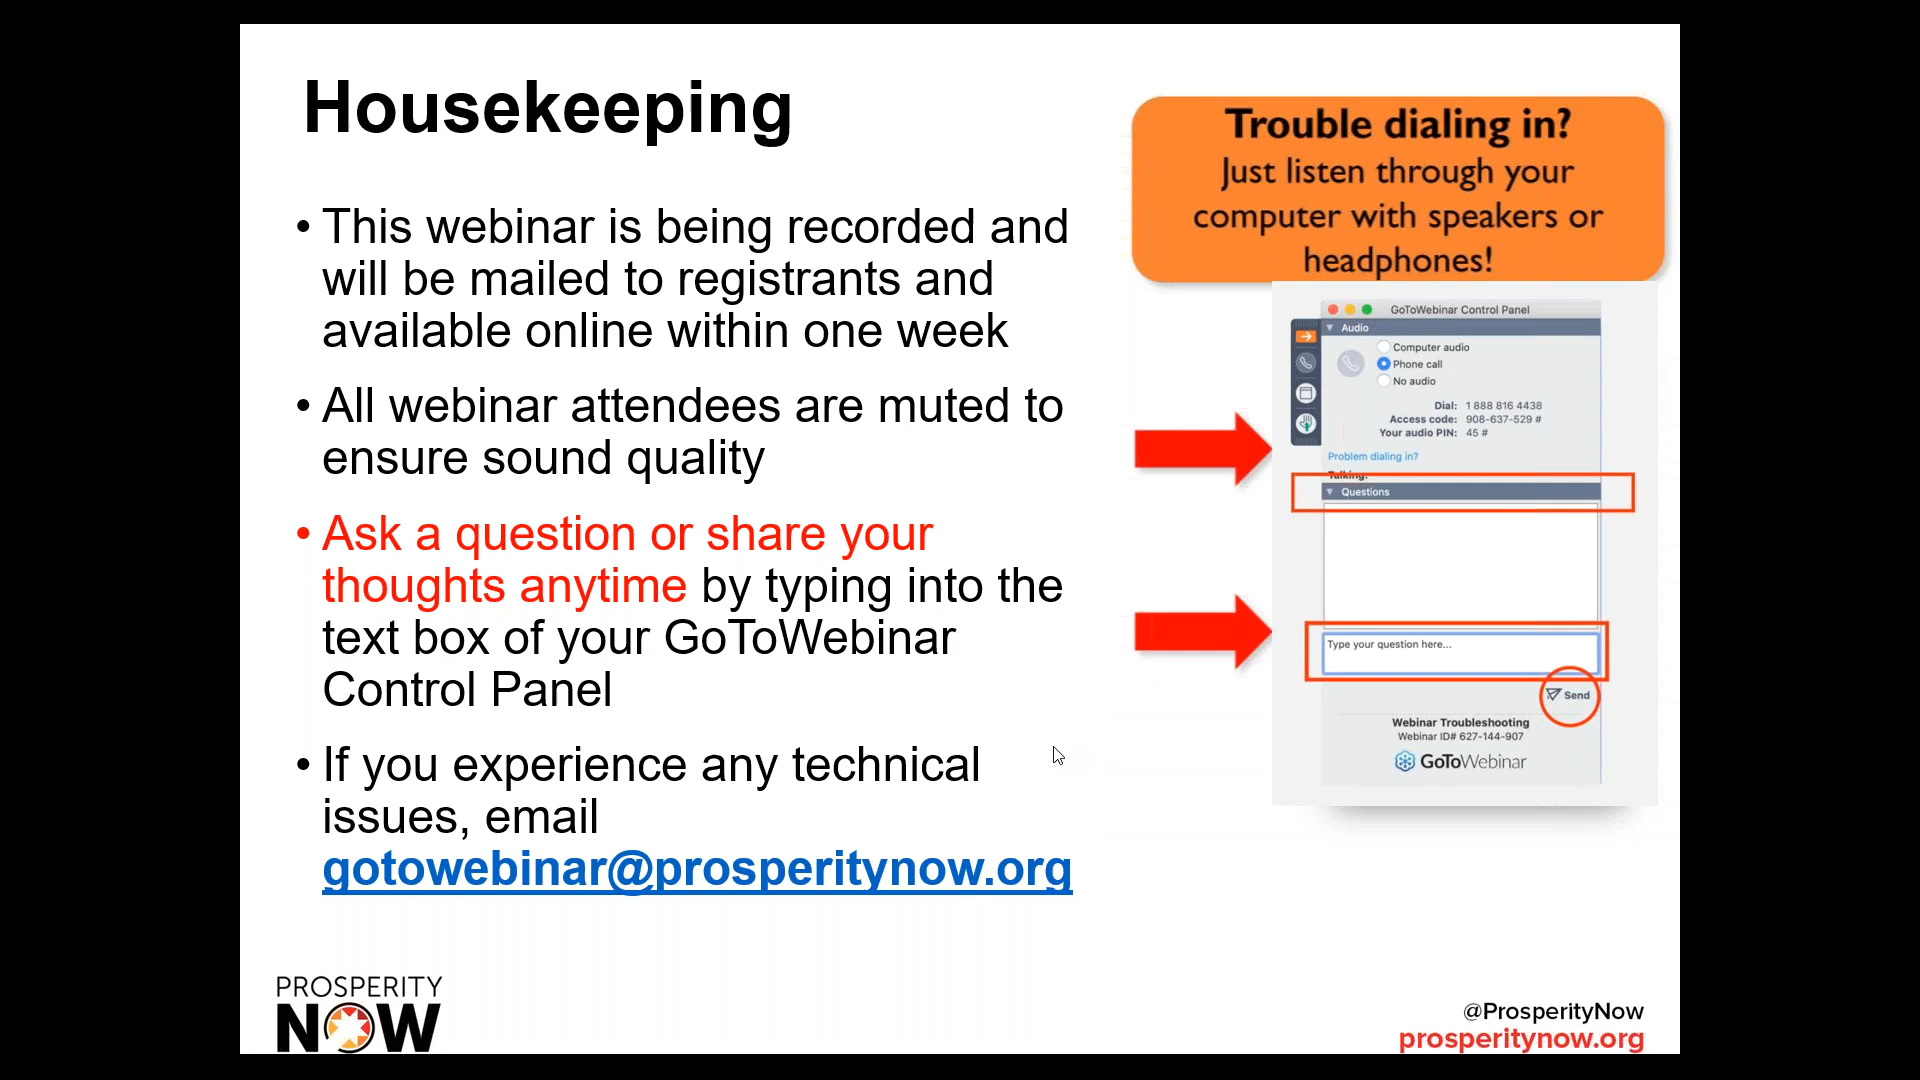 Housekeeping
• This webinar is being recorded and
will be mailed to registrants and
available online within one week
• All webinar attendees are muted to
ensure sound quality
• Ask a question or share your
thoughts anytime by typing into the
text box of your GoToWebinar
Control Panel
• If you experience any technical
issues, email
gotowebinar@prosperitynow.org
Trouble dialing in?
Just listen through your
computer with speakers or
headphones!
GoToWebinar Control Panel
Audio
Computer audio
Phone call
No audio
Dial: 1 888 816 4438
Access code: 908-637-529 #
Your audio PIN: 45 #
Problem dialing in?
Talking:
Questions
Type your question here...
Send
Webinar Troubleshooting
Webinar ID# 627-144-907
GoToWebinar
PROSPERITY
NOW
@ProsperityNow
prosperitynow.org